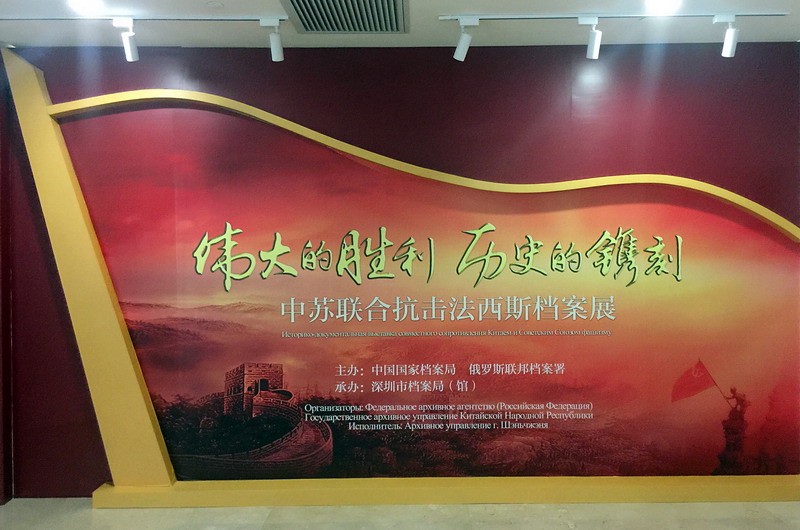 伟大的胜利 历史的镌刻
中苏联合抗击法西斯档案展
Историко-документальная выставка совместного сопротивления Китаем и Советским Союзом фашизму
主办：中国国家档案局 俄罗斯联邦档案署
承办：深圳市档案局（馆）
Организаторы: Федеральное архивное агентство (Российская Федерация)
Государственное архивное управление Китайской Народной Республики
Исполнитель: Архивное управление г. Шэньчжэня